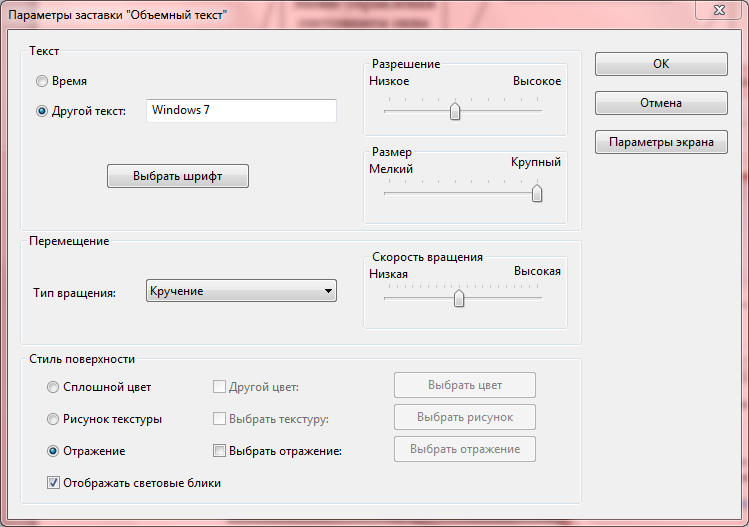 Параметры заставки "Объемный текст"
Текст
Время
Другой текст: Windows 7
Выбрать шрифт
Разрешение
Низкое Высокое
Размер
Мелкий Крупный
OK
Отмена
Параметры экрана
Перемещение
Тип вращения: Кручение
Скорость вращения
Низкая Высокая
Стиль поверхности
Сплошной цвет Другой цвет: Выбрать цвет
Рисунок текстуры Выбрать текстуру: Выбрать рисунок
Отражение Выбрать отражение: Выбрать отражение
Отображать световые блики